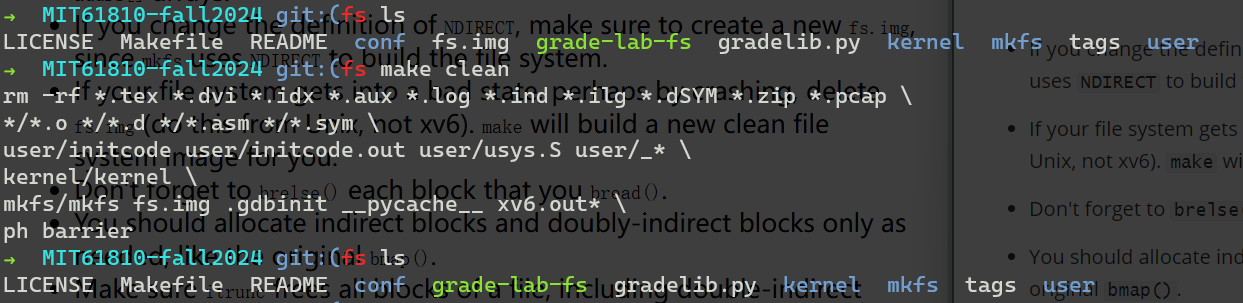 → MIT61810-fall2024 git:(fs ls
LICENSE Makefile README conf fs.img grade-lab-fs gradelib.py kernel mkfs tags user
→ MIT61810-fall2024 git:(fs make clean
rm -rf *.tex *.dvi *.idx *.aux *.log *.ind *.ilg *.dSYM *.zip *.pcap \
*/*.o */*.d */*.asm */*.sym \
user/initcode user/initcode.out user/usys.S user/_* \
kernel/kernel \
mkfs/mkfs fs.img .gdbinit __pycache__ xv6.out* \
ph barrier
→ MIT61810-fall2024 git:(fs ls
LICENSE Makefile README conf grade-lab-fs gradelib.py kernel mkfs tags user
If you change the definition of NDIRECT, make sure to create a new fs.img,
since mkfs uses NDIRECT to build the file system.
If your file system gets into a bad state, perhaps by crashing, delete
fs.img (do this from Unix, not xv6). make will build a new clean file
system image for you.
Don't forget to brelse() each block that you bread().
You should allocate indirect blocks and doubly-indirect blocks only as
needed, like the original bmap().
Make sure itrunc frees all blocks of a file, including double-indirect
If you change the defin
uses NDIRECT to build
If your file system gets
Unix, not xv6). make wi
Don't forget to brelse
You should allocate ind
original bmap().